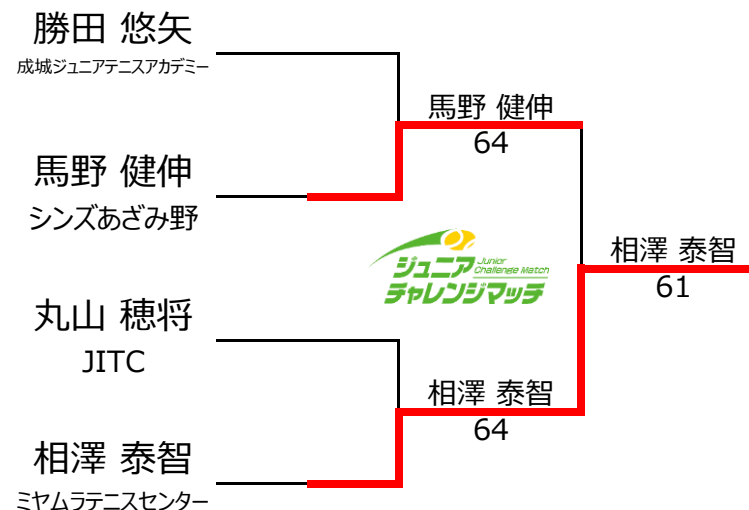 勝田 悠矢
成城ジュニアテニスアカデミー
馬野 健伸
64
馬野 健伸
シンズあざみ野
ジュニア Junior Challenge Match
チャレンジマッチ
相澤 泰智
61
丸山 穂将
JITC
相澤 泰智
64
相澤 泰智
ミヤムラテニスセンター